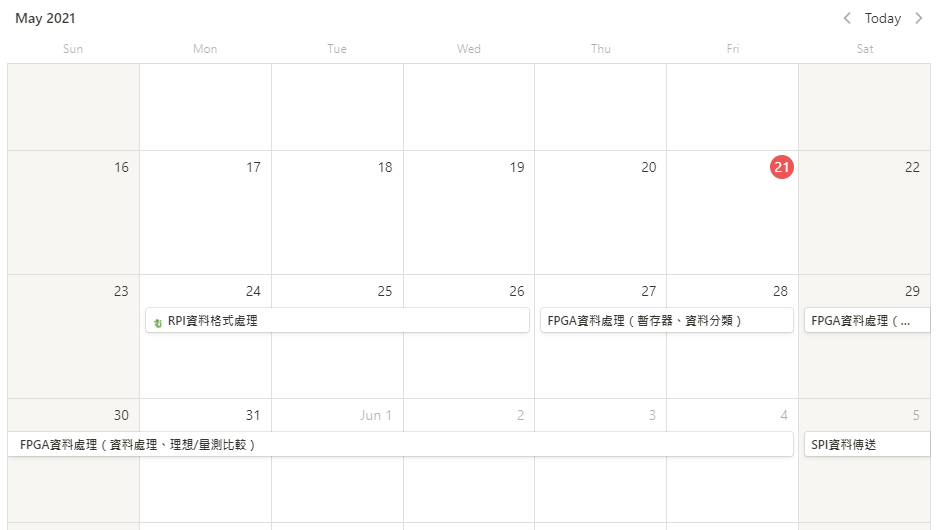 May 2021
Today
Sun Mon Tue Wed Thu Fri Sat
16 17 18 19 20 21 22
23 24 25 26 27 28 29
RPI資料格式處理 FPGA資料處理（暫存器、資料分類） FPGA資料處理（...
30 31 Jun 1 2 3 4 5
FPGA資料處理（資料處理、理想/量測比較） SPI資料傳送